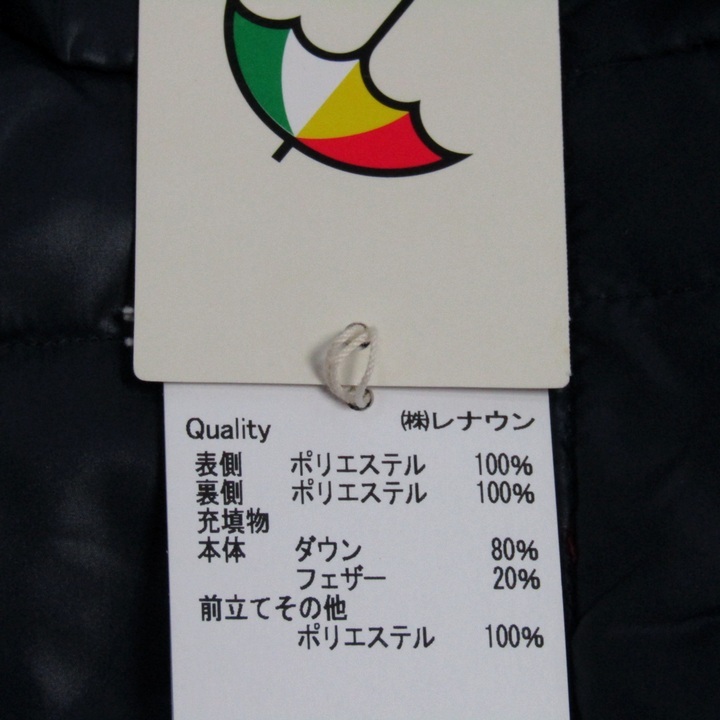 Quality ㈱レナウン
表側 ポリエステル 100%
裏側 ポリエステル 100%
充填物
本体 ダウン 80%
フェザー 20%
前立てその他
ポリエステル 100%